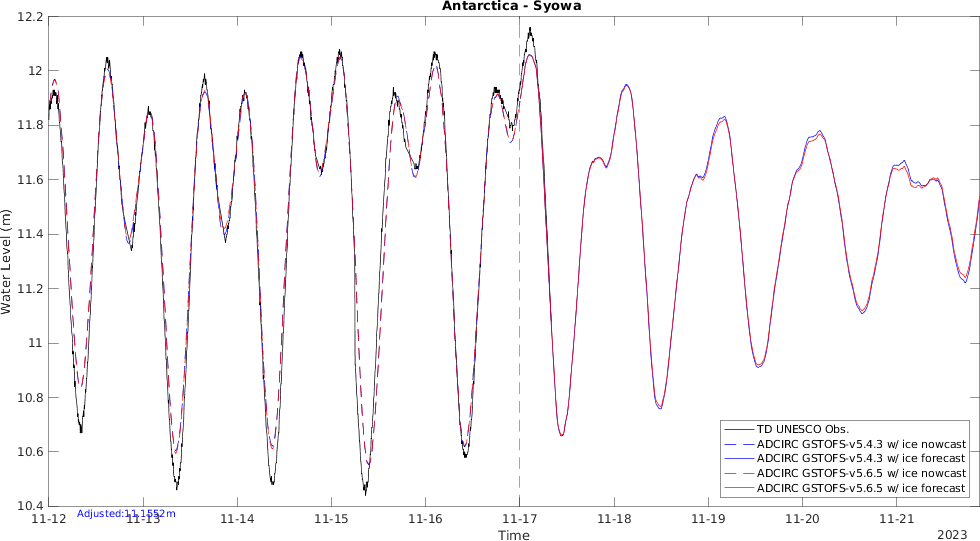 Antarctica - Syowa
Water Level (m)
12.2
12
11.8
11.6
11.4
11.2
11
10.8
10.6
10.4
TD UNESCO Obs.
ADCIRC GSTOFS-v5.4.3 w/ ice nowcast
ADCIRC GSTOFS-v5.4.3 w/ ice forecast
ADCIRC GSTOFS-v5.6.5 w/ ice nowcast
ADCIRC GSTOFS-v5.6.5 w/ ice forecast
Adjusted:11.1552m
11-12 11-13 11-14 11-15 11-16 11-17 11-18 11-19 11-20 11-21
Time
2023